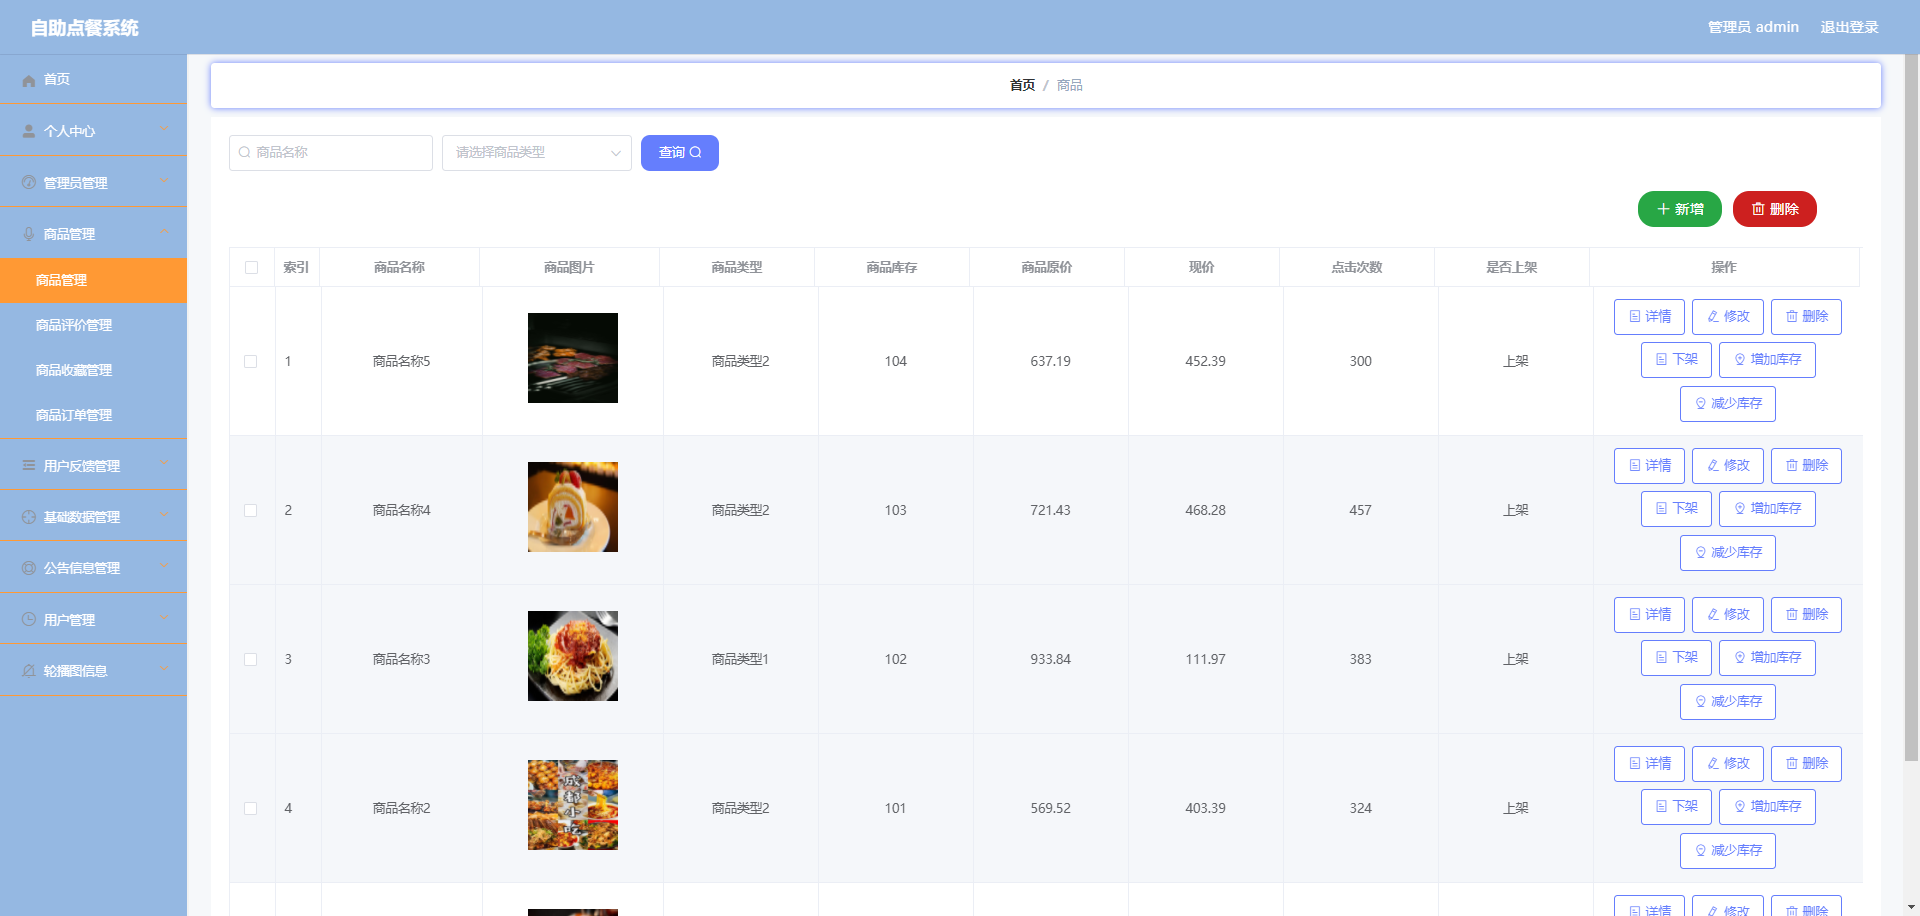 自助点餐系统
管理员 admin 退出登录
首页
个人中心
管理员管理
商品管理
商品管理
商品评价管理
商品收藏管理
商品订单管理
用户反馈管理
基础数据管理
公告信息管理
用户管理
轮播图信息
首页 / 商品
商品名称 请选择商品类型 查询
新增 删除
索引 商品名称 商品图片 商品类型 商品库存 商品原价 现价 点击次数 是否上架 操作
1 商品名称5 商品类型2 104 637.19 452.39 300 上架
详情 修改 删除
下架 增加库存
减少库存
2 商品名称4 商品类型2 103 721.43 468.28 457 上架
详情 修改 删除
下架 增加库存
减少库存
3 商品名称3 商品类型1 102 933.84 111.97 383 上架
详情 修改 删除
下架 增加库存
减少库存
4 商品名称2 成都小吃 商品类型2 101 569.52 403.39 324 上架
详情 修改 删除
下架 增加库存
减少库存
详情 修改 删除